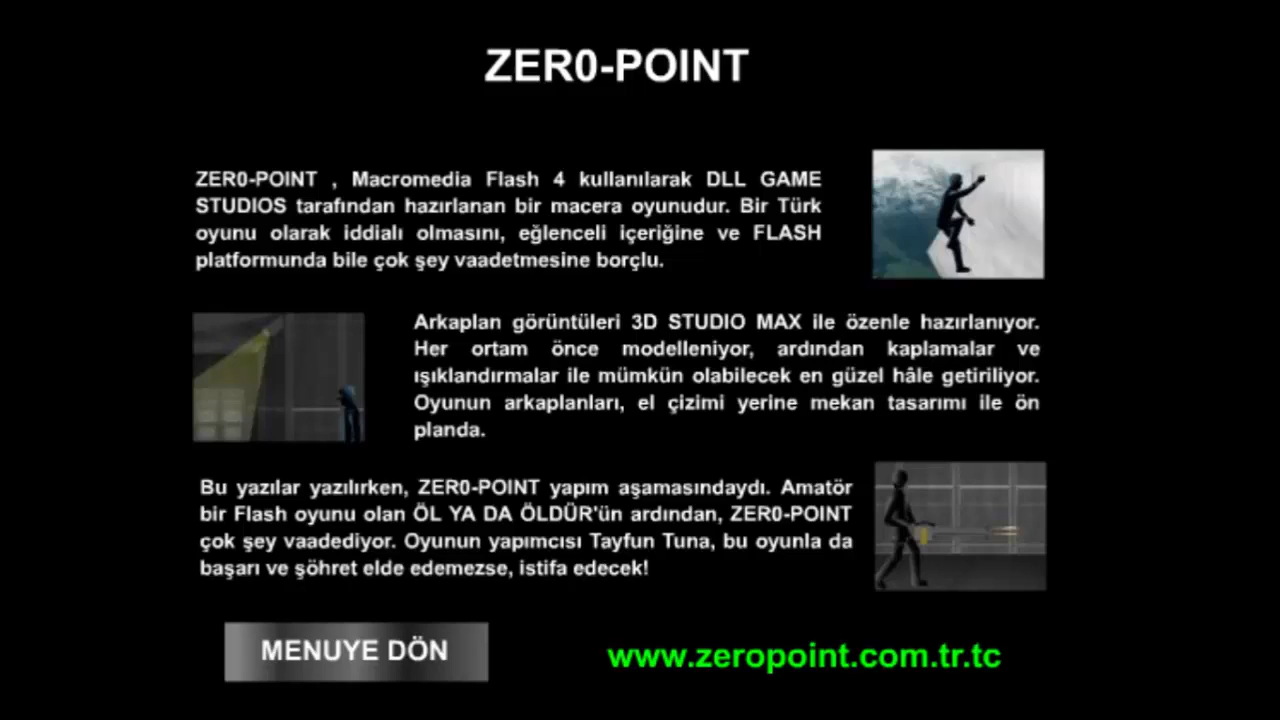 ZER0-POINT
ZER0-POINT , Macromedia Flash 4 kullanılarak DLL GAME
STUDIOS tarafından hazırlanan bir macera oyunudur. Bir Türk
oyunu olarak iddialı olmasını, eğlenceli içeriğine ve FLASH
platformunda bile çok şey vaadetmesine borçlu.
Arkaplan görüntüleri 3D STUDIO MAX ile özenle hazırlanıyor.
Her ortam önce modelleniyor, ardından kaplamalar ve
ışıklandırmalar ile mümkün olabilecek en güzel hâle getiriliyor.
Oyunun arkaplanları, el çizimi yerine mekan tasarımı ile ön
planda.
Bu yazılar yazılırken, ZER0-POINT yapım aşamasındaydı. Amatör
bir Flash oyunu olan ÖL YA DA ÖLDÜR'ün ardından, ZER0-POINT
çok şey vaadediyor. Oyunun yapımcısı Tayfun Tuna, bu oyunla da
başarı ve şöhret elde edemezse, istifa edecek!
MENUYE DÖN
www.zeropoint.com.tr.tc